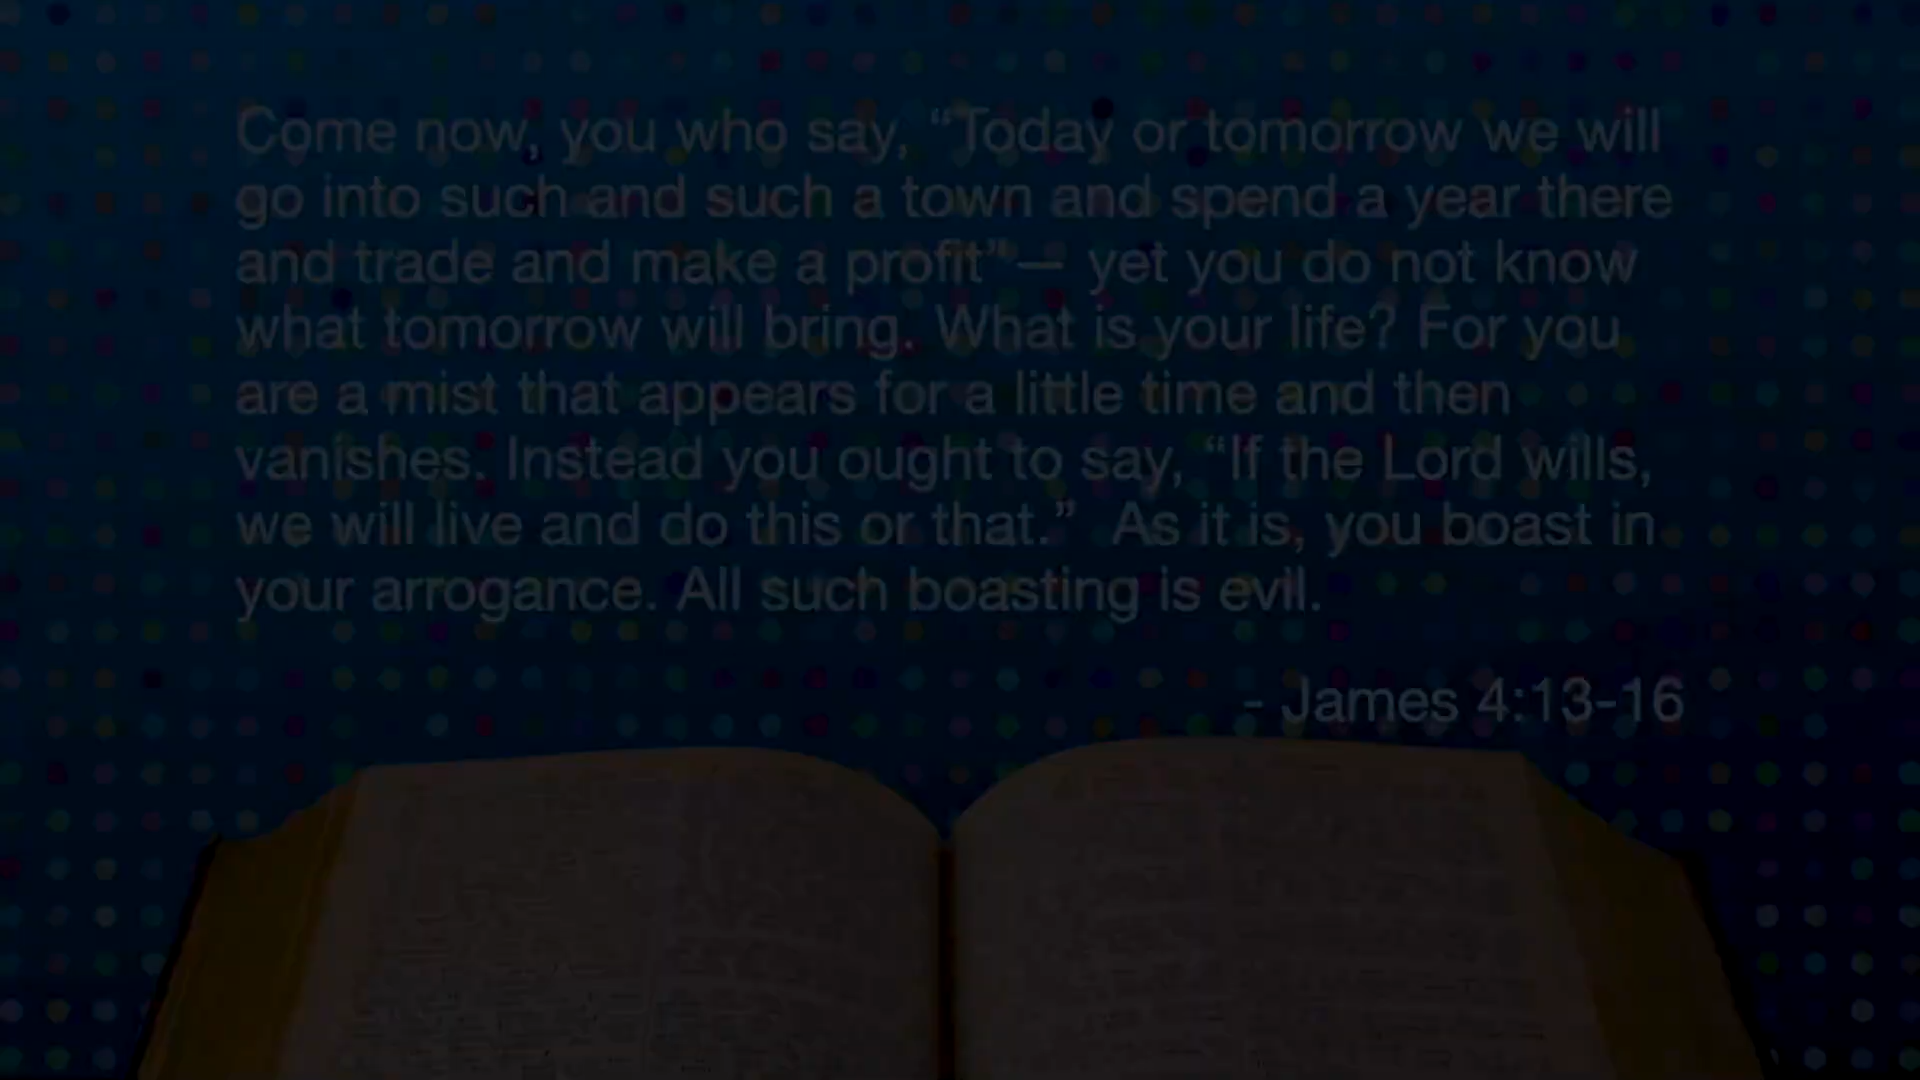 Come now, you who say, “Today or tomorrow we will
go into such and such a town and spend a year there
and trade and make a profit”— yet you do not know
what tomorrow will bring. What is your life? For you
are a mist that appears for a little time and then
vanishes. Instead you ought to say, “If the Lord wills,
we will live and do this or that.”  As it is, you boast in
your arrogance. All such boasting is evil.
- James 4:13-16